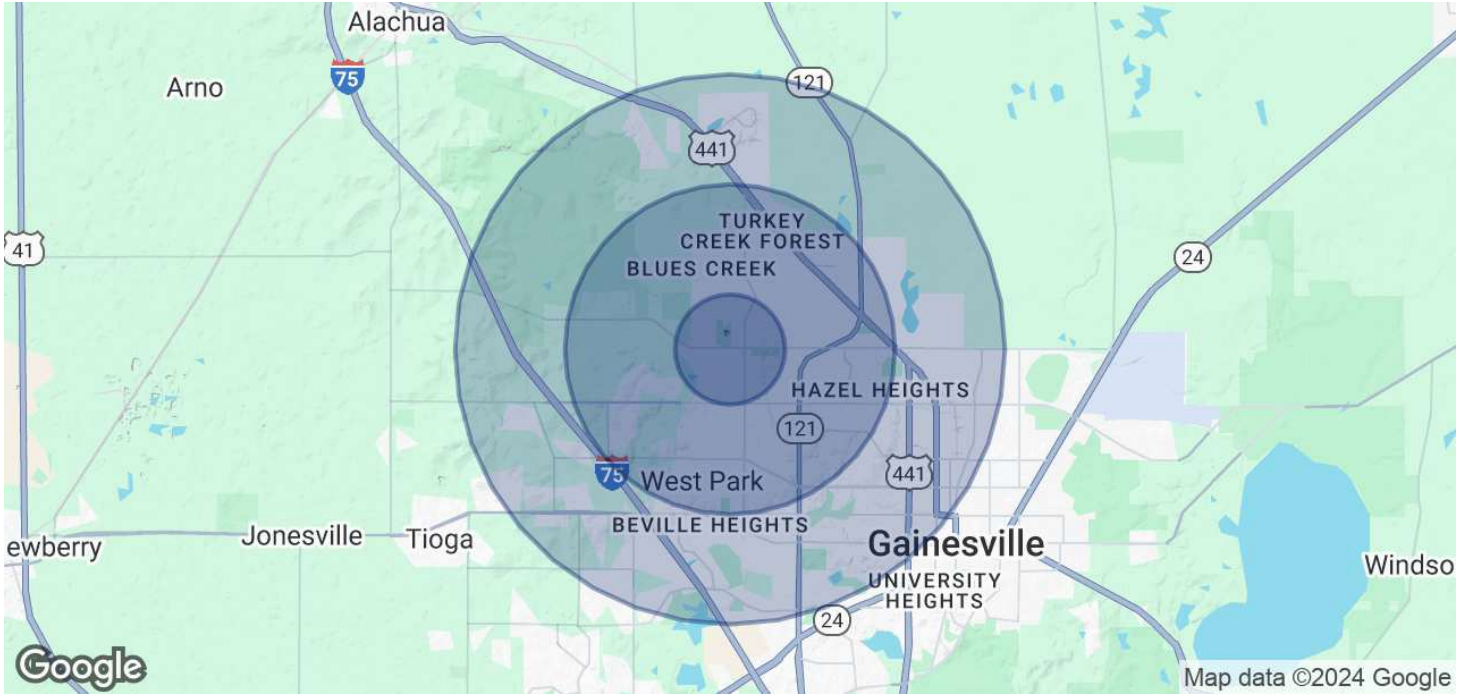 Alachua
Arno
75
121
441
41
TURKEY
CREEK FOREST
24
BLUES CREEK
HAZEL HEIGHTS
121
75
West Park
441
BEVILLE HEIGHTS
Jonesville
Tioga
ewberry
Gainesville
Windso
UNIVERSITY
HEIGHTS
24
Google
Map data ©2024 Google